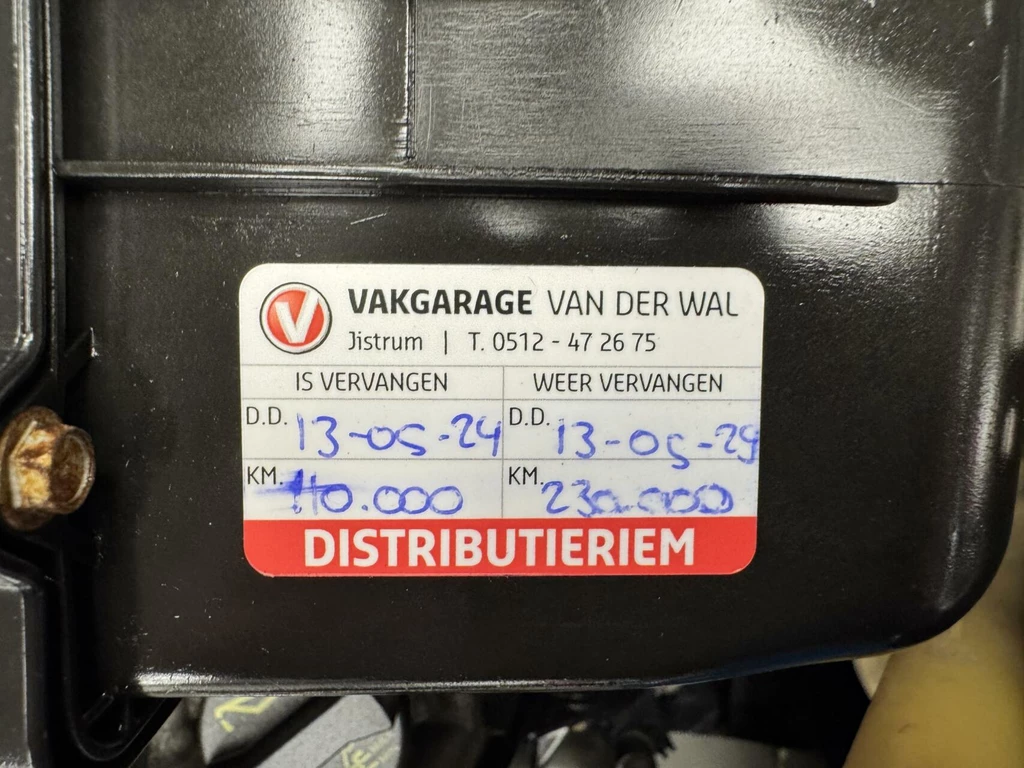 V VAKGARAGE VAN DER WAL
Jistrum | T. 0512 - 47 26 75
IS VERVANGEN WEER VERVANGEN
D.D. 13-05-24 D.D. 13-05-29
KM. 110.000 KM. 230.000
DISTRIBUTIERIEM